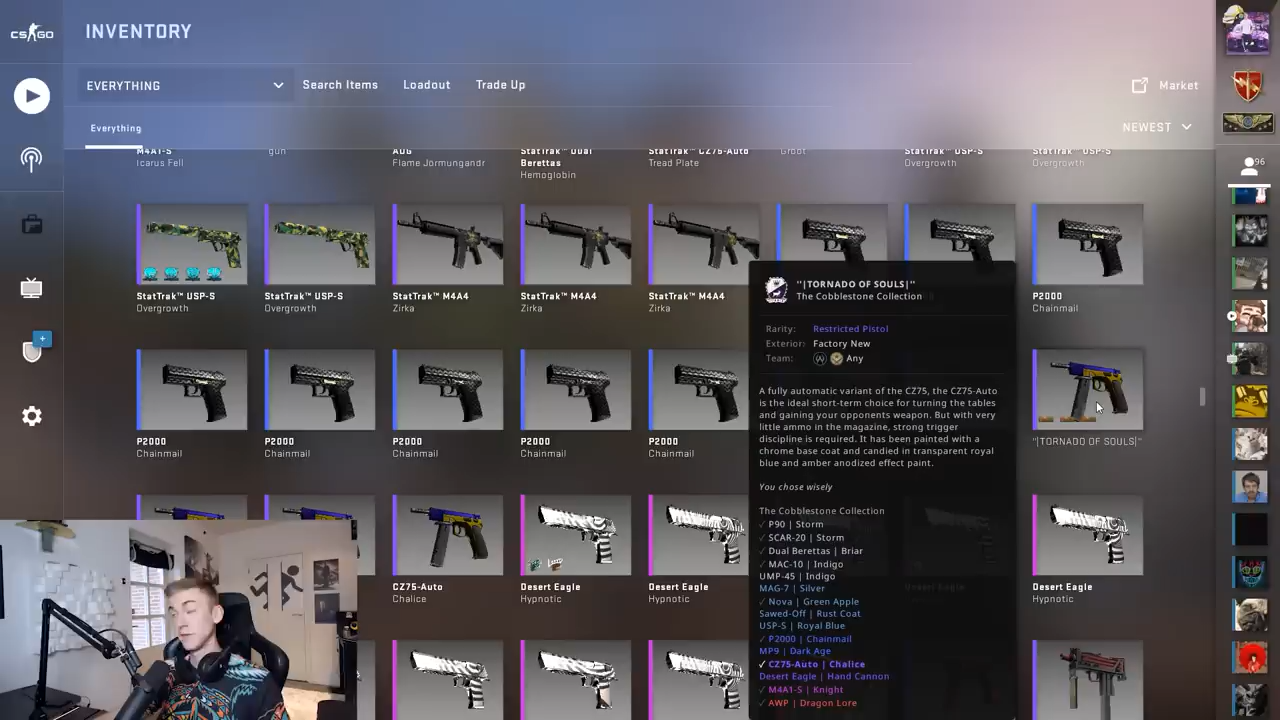 CS GO
INVENTORY
EVERYTHING
Search Items
Loadout
Trade Up
Market
Everything
NEWEST
96
M4A1-S
Icarus Fell
gun
AUG
Flame Jörmungandr
StatTrak™ Dual
Berettas
Hemoglobin
StatTrak™ CZ75-Auto
Tread Plate
Groot
StatTrak™ USP-S
Overgrowth
StatTrak™ USP-S
Overgrowth
StatTrak™ USP-S
Overgrowth
StatTrak™ USP-S
Overgrowth
StatTrak™ M4A4
Zirka
StatTrak™ M4A4
Zirka
StatTrak™ M4A4
Zirka
P2000
Chainmail
P2000
Chainmail
P2000
Chainmail
P2000
Chainmail
P2000
Chainmail
P2000
Chainmail
''|TORNADO OF SOULS|''
CZ75-Auto
Chalice
Desert Eagle
Hypnotic
Desert Eagle
Hypnotic
Desert Eagle
Desert Eagle
Hypnotic
''|TORNADO OF SOULS|''
The Cobblestone Collection
Rarity: Restricted Pistol
Exterior: Factory New
Team: Any
A fully automatic variant of the CZ75, the CZ75-Auto
is the ideal short-term choice for turning the tables
and gaining your opponents weapon. But with very
little ammo in the magazine, strong trigger
discipline is required. It has been painted with a
chrome base coat and candied in transparent royal
blue and amber anodized effect paint.
You chose wisely
The Cobblestone Collection
✓ P90 | Storm
✓ SCAR-20 | Storm
✓ Dual Berettas | Briar
✓ MAC-10 | Indigo
UMP-45 | Indigo
MAG-7 | Silver
✓ Nova | Green Apple
Sawed-Off | Rust Coat
USP-S | Royal Blue
✓ P2000 | Chainmail
MP9 | Dark Age
✓ CZ75-Auto | Chalice
Desert Eagle | Hand Cannon
✓ M4A1-S | Knight
✓ AWP | Dragon Lore